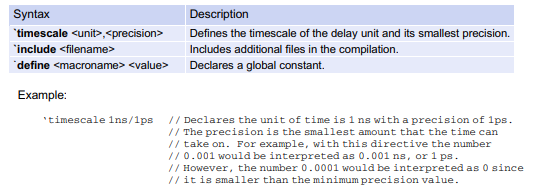 Syntax Description
`timescale <unit>,<precision> Defines the timescale of the delay unit and its smallest precision.
`include <filename> Includes additional files in the compilation.
`define <macroname> <value> Declares a global constant.
Example:
‘timescale 1ns/1ps // Declares the unit of time is 1 ns with a precision of 1ps.
// The precision is the smallest amount that the time can
// take on. For example, with this directive the number
// 0.001 would be interpreted as 0.001 ns, or 1 ps.
// However, the number 0.0001 would be interpreted as 0 since
// it is smaller than the minimum precision value.